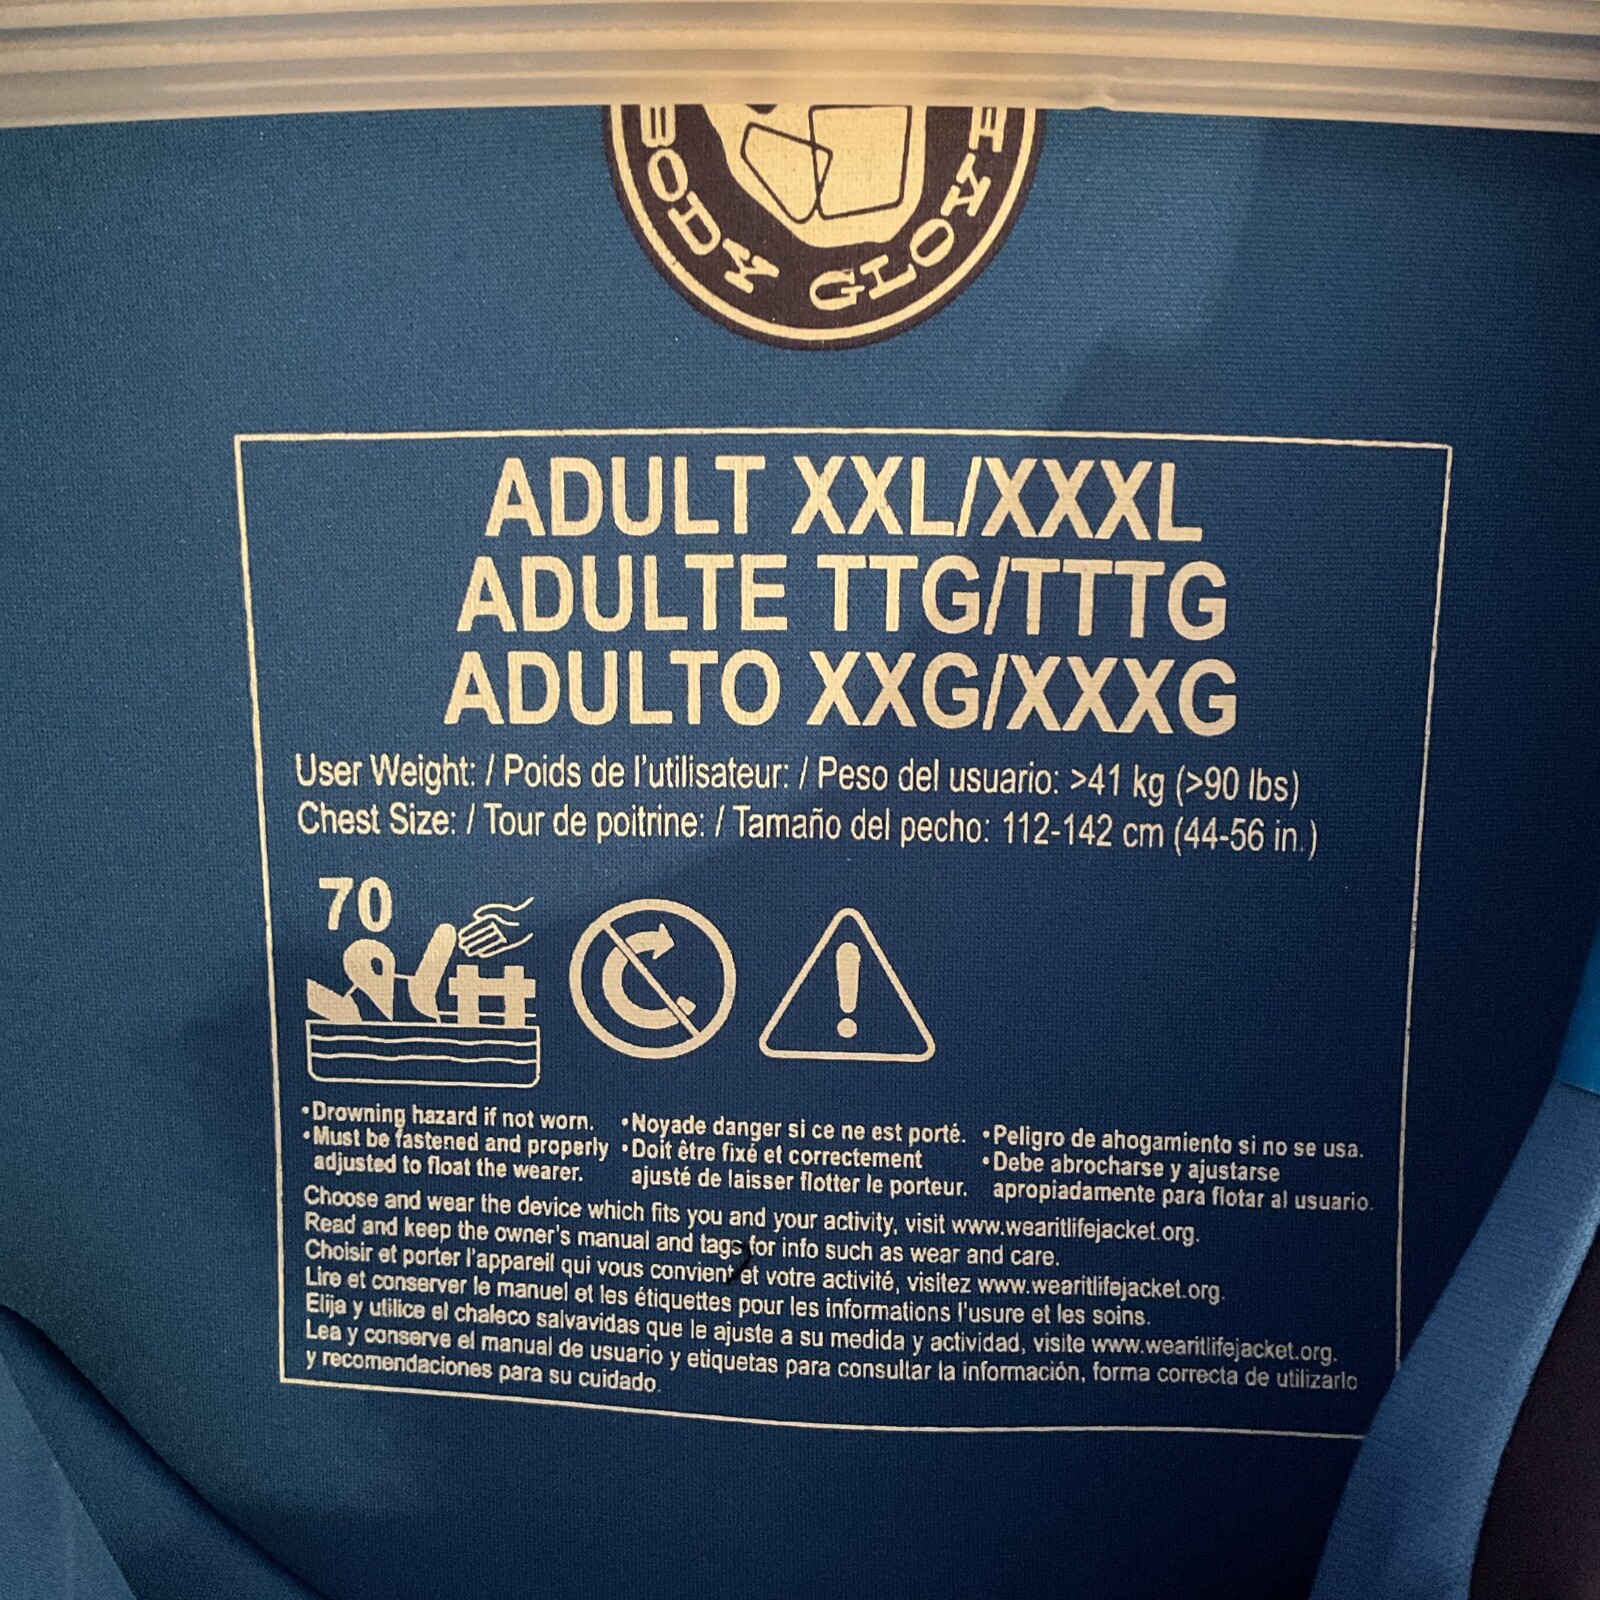 BODY GLOVE
ADULT XXL/XXXL
ADULTE TTG/TTTG
ADULTO XXG/XXXG
User Weight: / Poids de l'utilisateur: / Peso del usuario: >41 kg (>90 lbs)
Chest Size: / Tour de poitrine: / Tamaño del pecho: 112-142 cm (44-56 in.)
70
•Drowning hazard if not worn.
•Must be fastened and properly
adjusted to float the wearer.
•Noyade danger si ce ne est porté.
•Doit être fixé et correctement
ajusté de laisser flotter le porteur.
•Peligro de ahogamiento si no se usa.
•Debe abrocharse y ajustarse
apropiadamente para flotar al usuario.
Choose and wear the device which fits you and your activity, visit www.wearitlifejacket.org.
Read and keep the owner's manual and tags for info such as wear and care.
Choisir et porter l'appareil qui vous convient et votre activité, visitez www.wearitlifejacket.org.
Lire et conserver le manuel et les étiquettes pour les informations l'usure et les soins.
Elija y utilice el chaleco salvavidas que le ajuste a su medida y actividad, visite www.wearitlifejacket.org.
Lea y conserve el manual de usuario y etiquetas para consultar la información, forma correcta de utilizarlo
y recomendaciones para su cuidado.